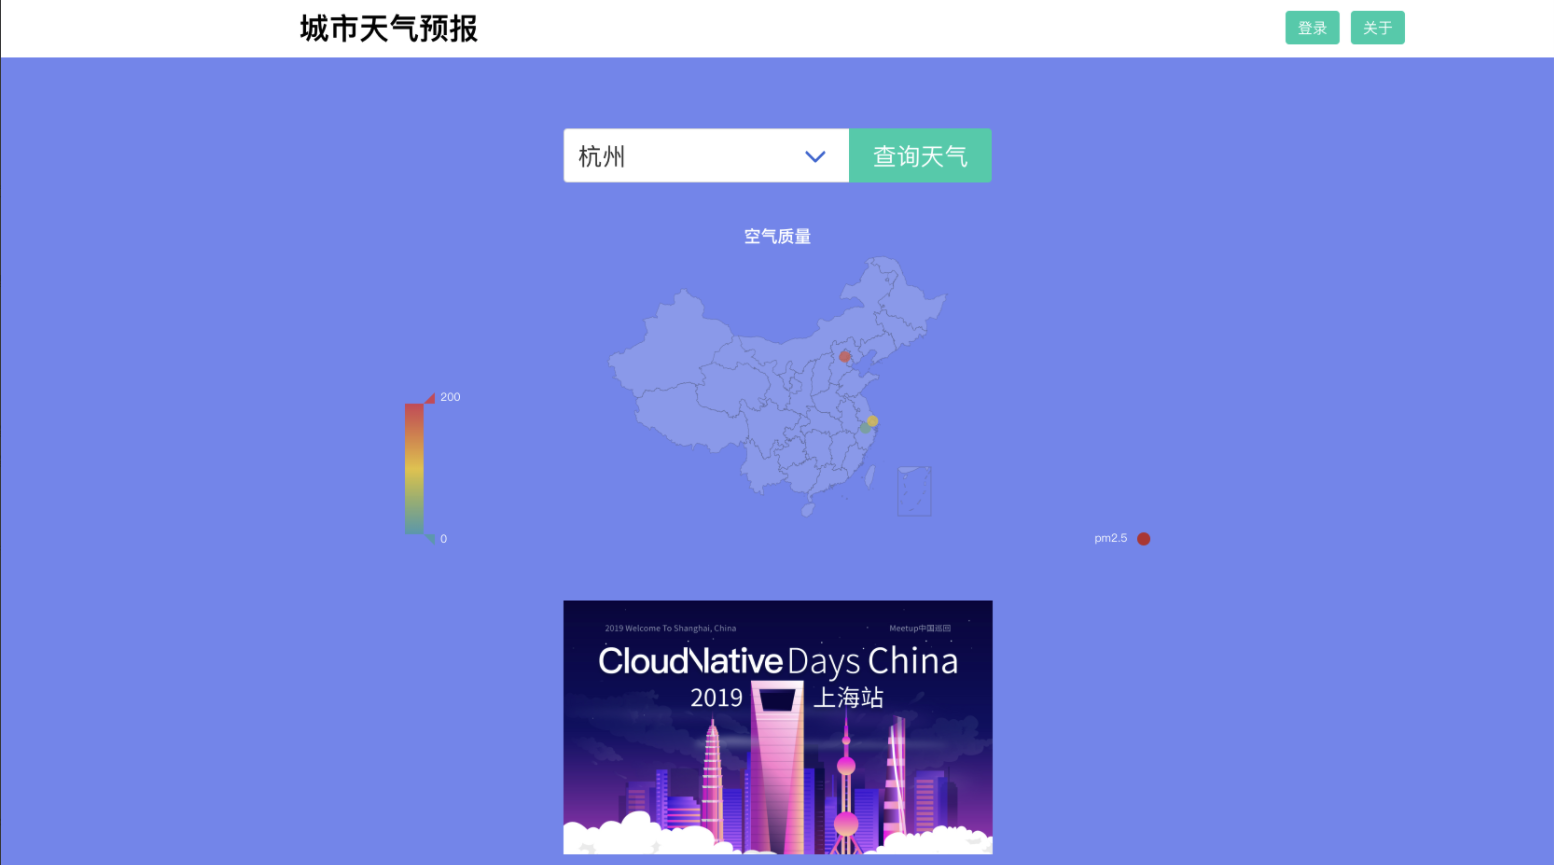 城市天气预报
登录
关于
杭州
查询天气
空气质量
200
0
pm2.5
2019 Welcome To Shanghai, China
Meetup中国巡回
CloudNative Days China
2019 上海站